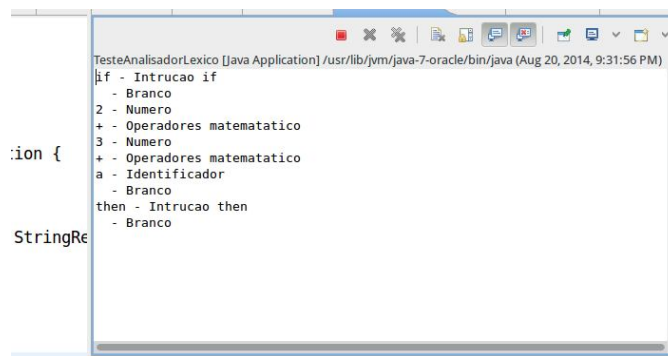 TesteAnalisadorLexico [Java Application] /usr/lib/jvm/java-7-oracle/bin/java (Aug 20, 2014, 9:31:56 PM)
if - Intrucao if
  - Branco
2 - Numero
+ - Operadores matematatico
3 - Numero
+ - Operadores matematatico
a - Identificador
  - Branco
then - Intrucao then
  - Branco
:ion {
StringRe